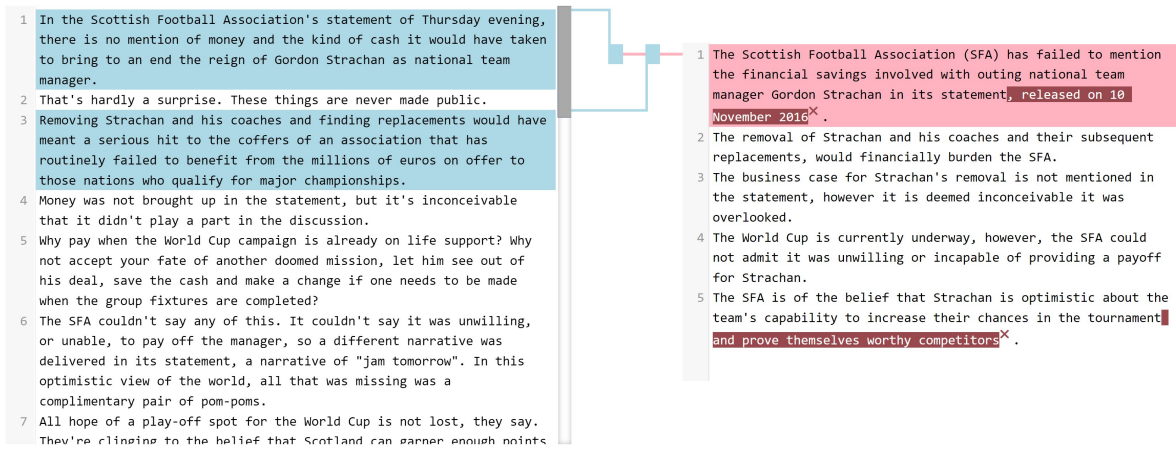 1 In the Scottish Football Association's statement of Thursday evening,
there is no mention of money and the kind of cash it would have taken
to bring to an end the reign of Gordon Strachan as national team
manager.
2 That's hardly a surprise. These things are never made public.
3 Removing Strachan and his coaches and finding replacements would have
meant a serious hit to the coffers of an association that has
routinely failed to benefit from the millions of euros on offer to
those nations who qualify for major championships.
4 Money was not brought up in the statement, but it's inconceivable
that it didn't play a part in the discussion.
5 Why pay when the World Cup campaign is already on life support? Why
not accept your fate of another doomed mission, let him see out of
his deal, save the cash and make a change if one needs to be made
when the group fixtures are completed?
6 The SFA couldn't say any of this. It couldn't say it was unwilling,
or unable, to pay off the manager, so a different narrative was
delivered in its statement, a narrative of "jam tomorrow". In this
optimistic view of the world, all that was missing was a
complimentary pair of pom-poms.
7 All hope of a play-off spot for the World Cup is not lost, they say.
They're clinging to the belief that Scotland can garner enough points
1 The Scottish Football Association (SFA) has failed to mention
the financial savings involved with outing national team
manager Gordon Strachan in its statement, released on 10
November 2016× .
2 The removal of Strachan and his coaches and their subsequent
replacements, would financially burden the SFA.
3 The business case for Strachan's removal is not mentioned in
the statement, however it is deemed inconceivable it was
overlooked.
4 The World Cup is currently underway, however, the SFA could
not admit it was unwilling or incapable of providing a payoff
for Strachan.
5 The SFA is of the belief that Strachan is optimistic about the
team's capability to increase their chances in the tournament
and prove themselves worthy competitors× .